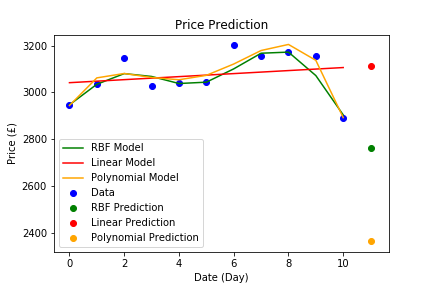 Price Prediction
3200
3000
2800
2600
2400
Price (£)
RBF Model
Linear Model
Polynomial Model
Data
RBF Prediction
Linear Prediction
Polynomial Prediction
0 2 4 6 8 10
Date (Day)